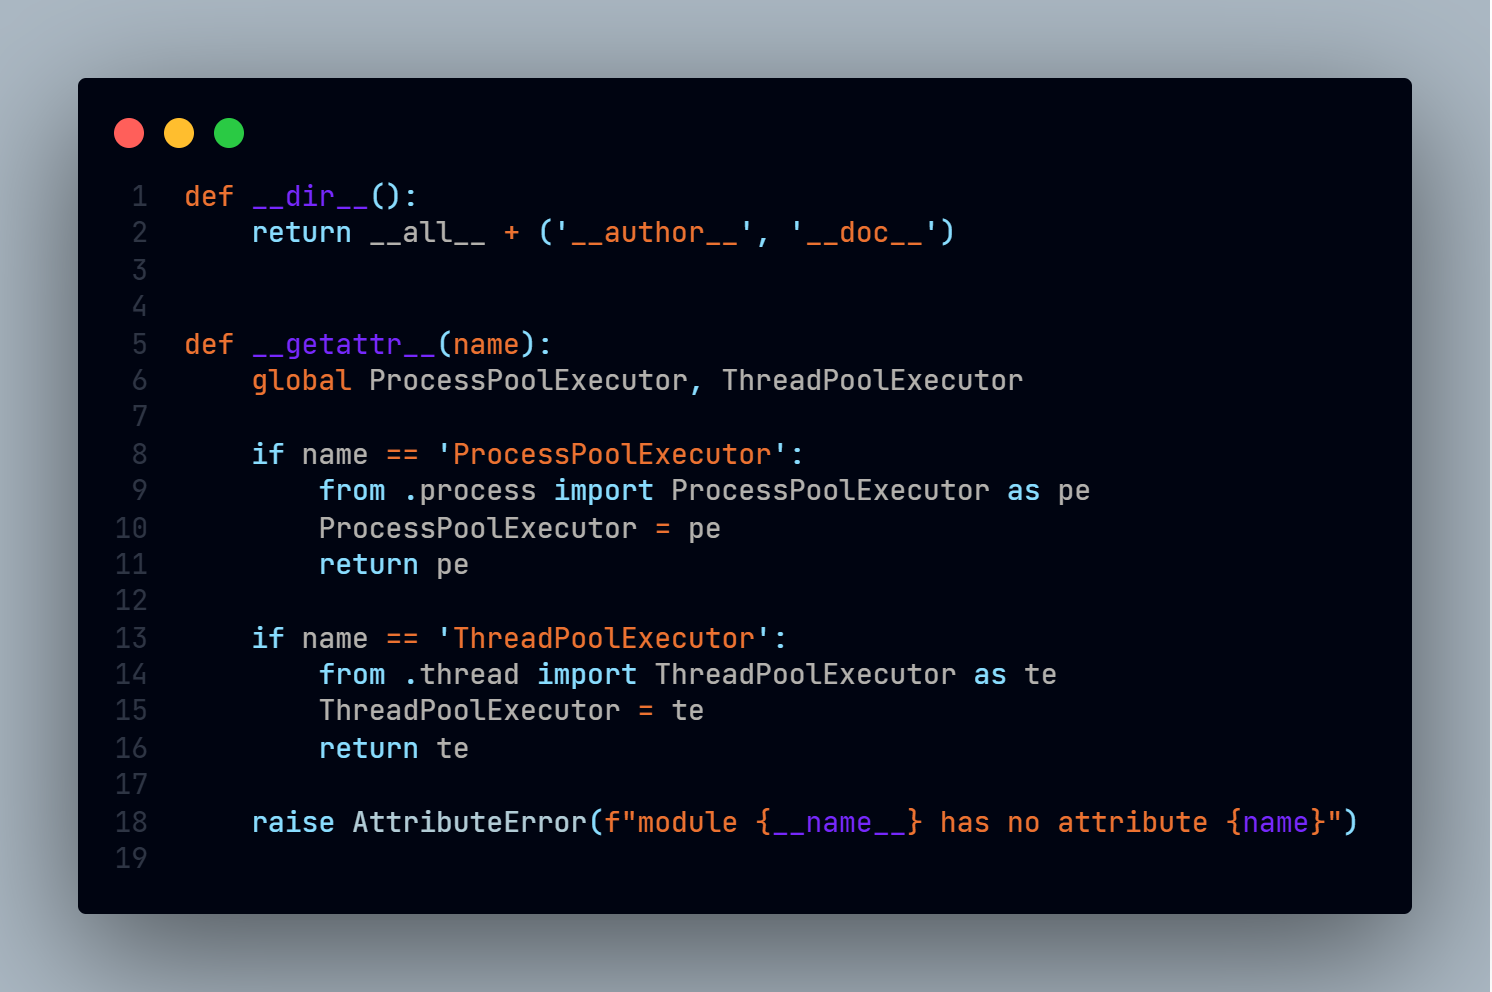 1 def __dir__():
2     return __all__ + ('__author__', '__doc__')
3
4
5 def __getattr__(name):
6     global ProcessPoolExecutor, ThreadPoolExecutor
7
8     if name == 'ProcessPoolExecutor':
9         from .process import ProcessPoolExecutor as pe
10         ProcessPoolExecutor = pe
11         return pe
12
13     if name == 'ThreadPoolExecutor':
14         from .thread import ThreadPoolExecutor as te
15         ThreadPoolExecutor = te
16         return te
17
18     raise AttributeError(f"module {__name__} has no attribute {name}")
19